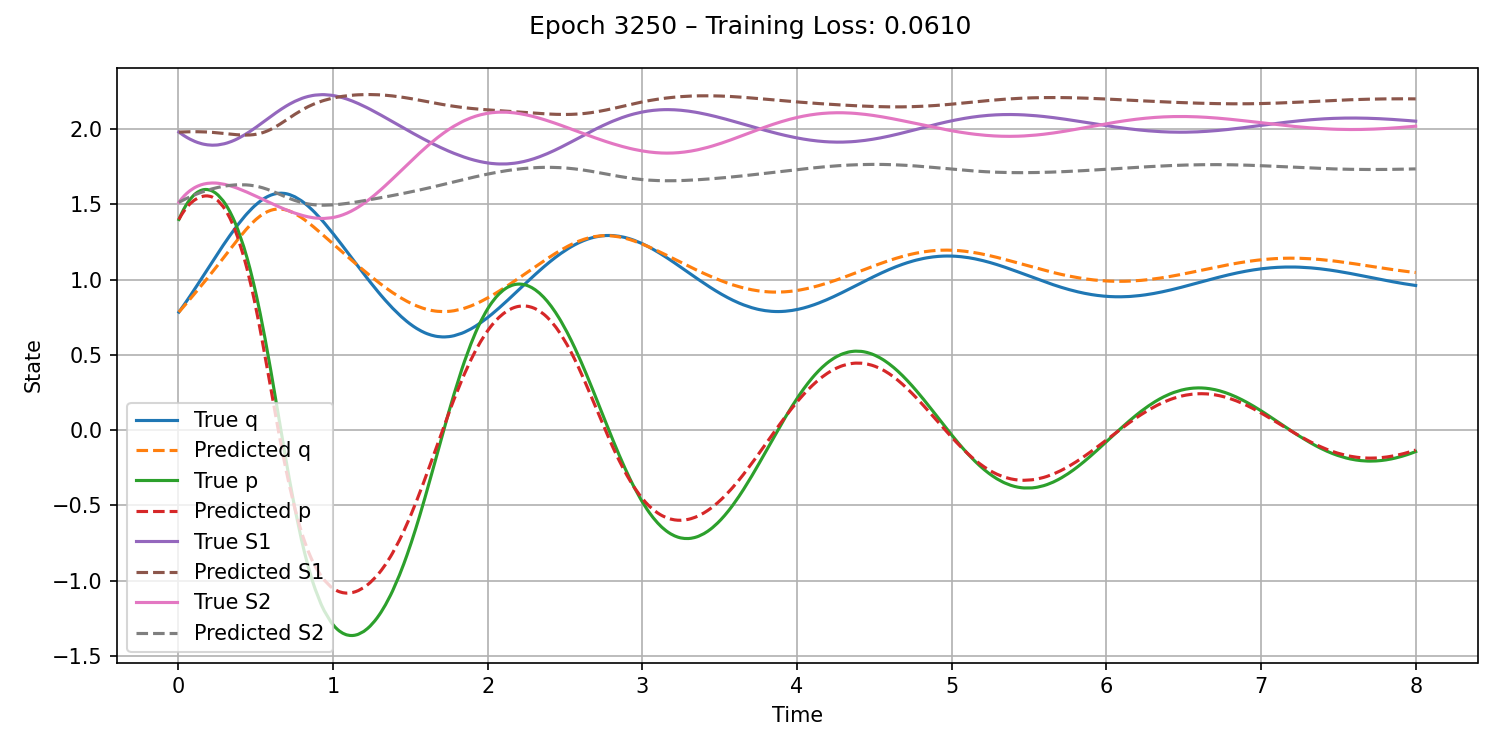 Epoch 3250 – Training Loss: 0.0610
State
2.0
1.5
1.0
0.5
0.0
−0.5
−1.0
−1.5
True q
Predicted q
True p
Predicted p
True S1
Predicted S1
True S2
Predicted S2
0 1 2 3 4 5 6 7 8
Time